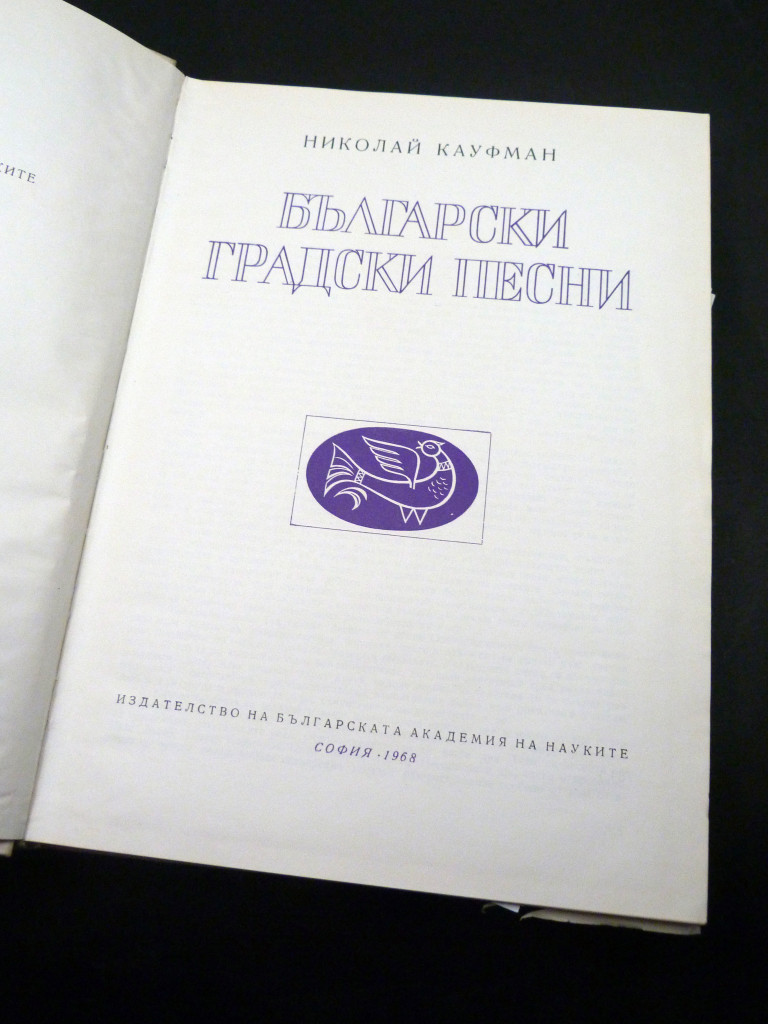 НИКОЛАЙ КАУФМАН
БЪЛГАРСКИ
ГРАДСКИ ПЕСНИ
ИЗДАТЕЛСТВО НА БЪЛГАРСКАТА АКАДЕМИЯ НА НАУКИТЕ
СОФИЯ · 1968